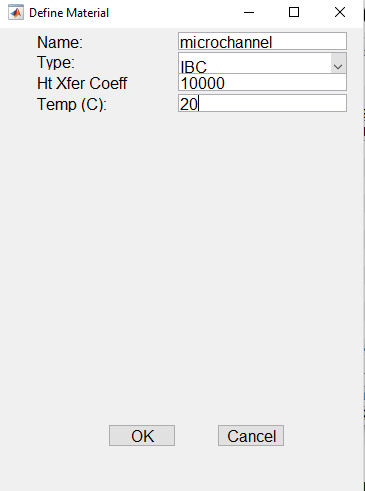 Define Material
Name: microchannel
Type: IBC
Ht Xfer Coeff 10000
Temp (C): 20
OK Cancel